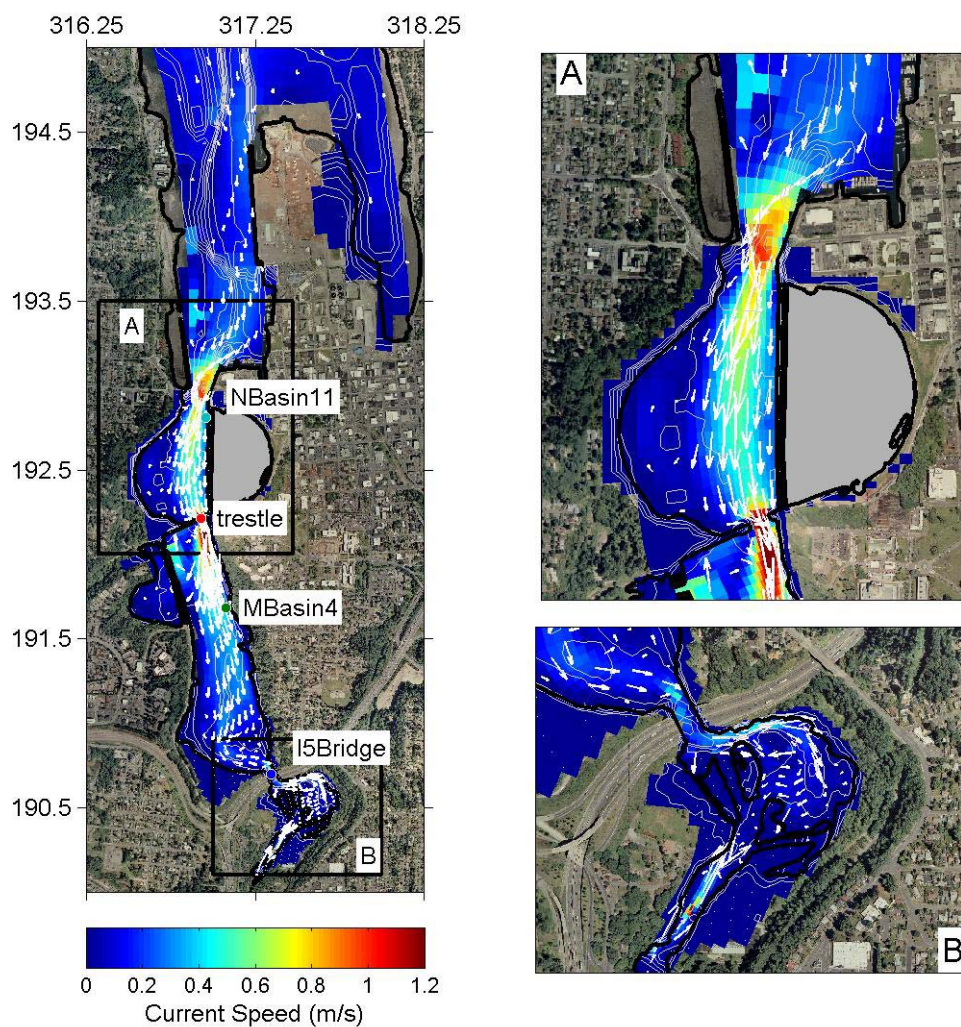 316.25 317.25 318.25
194.5
193.5
192.5
191.5
190.5
A
NBasin11
trestle
MBasin4
I5Bridge
B
0 0.2 0.4 0.6 0.8 1 1.2
Current Speed (m/s)
A
B